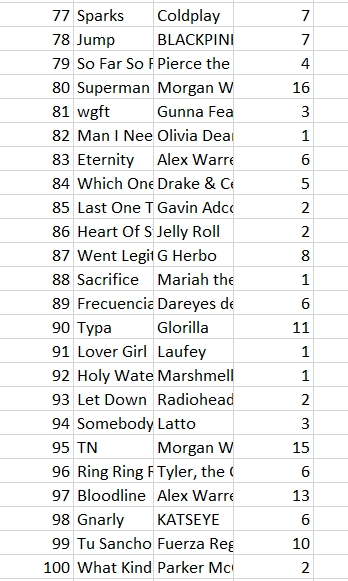 77 Sparks Coldplay 7
78 Jump BLACKPINI 7
79 So Far So F Pierce the 4
80 Superman Morgan W 16
81 wgft Gunna Fea 3
82 Man I Nee Olivia Dea 1
83 Eternity Alex Warre 6
84 Which One Drake & Ce 5
85 Last One T Gavin Adco 2
86 Heart Of S Jelly Roll 2
87 Went Legit G Herbo 8
88 Sacrifice Mariah the 1
89 Frecuencia Dareyes de 6
90 Typa Glorilla 11
91 Lover Girl Laufey 1
92 Holy Wate Marshmell 1
93 Let Down Radiohead 2
94 Somebody Latto 3
95 TN Morgan W 15
96 Ring Ring R Tyler, the C 6
97 Bloodline Alex Warre 13
98 Gnarly KATSEYE 6
99 Tu Sancho Fuerza Reg 10
100 What Kind Parker McC 2